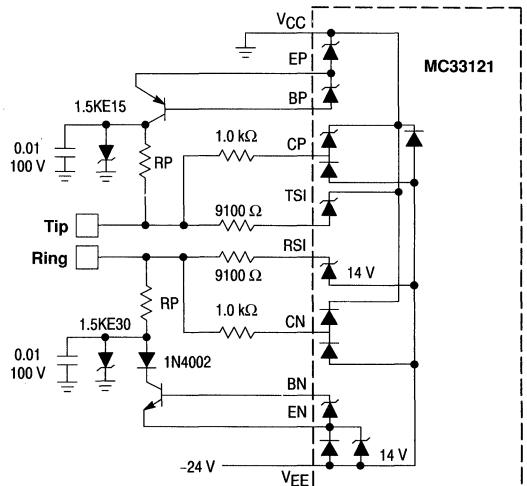 VCC
EP
MC33121
BP
1.5KE15
1.0 kΩ
CP
0.01
100 V
RP
TSI
9100 Ω
Tip
Ring
RSI
9100 Ω
14 V
RP
1.0 kΩ
CN
1.5KE30
0.01
100 V
1N4002
BN
EN
–24 V
14 V
VEE